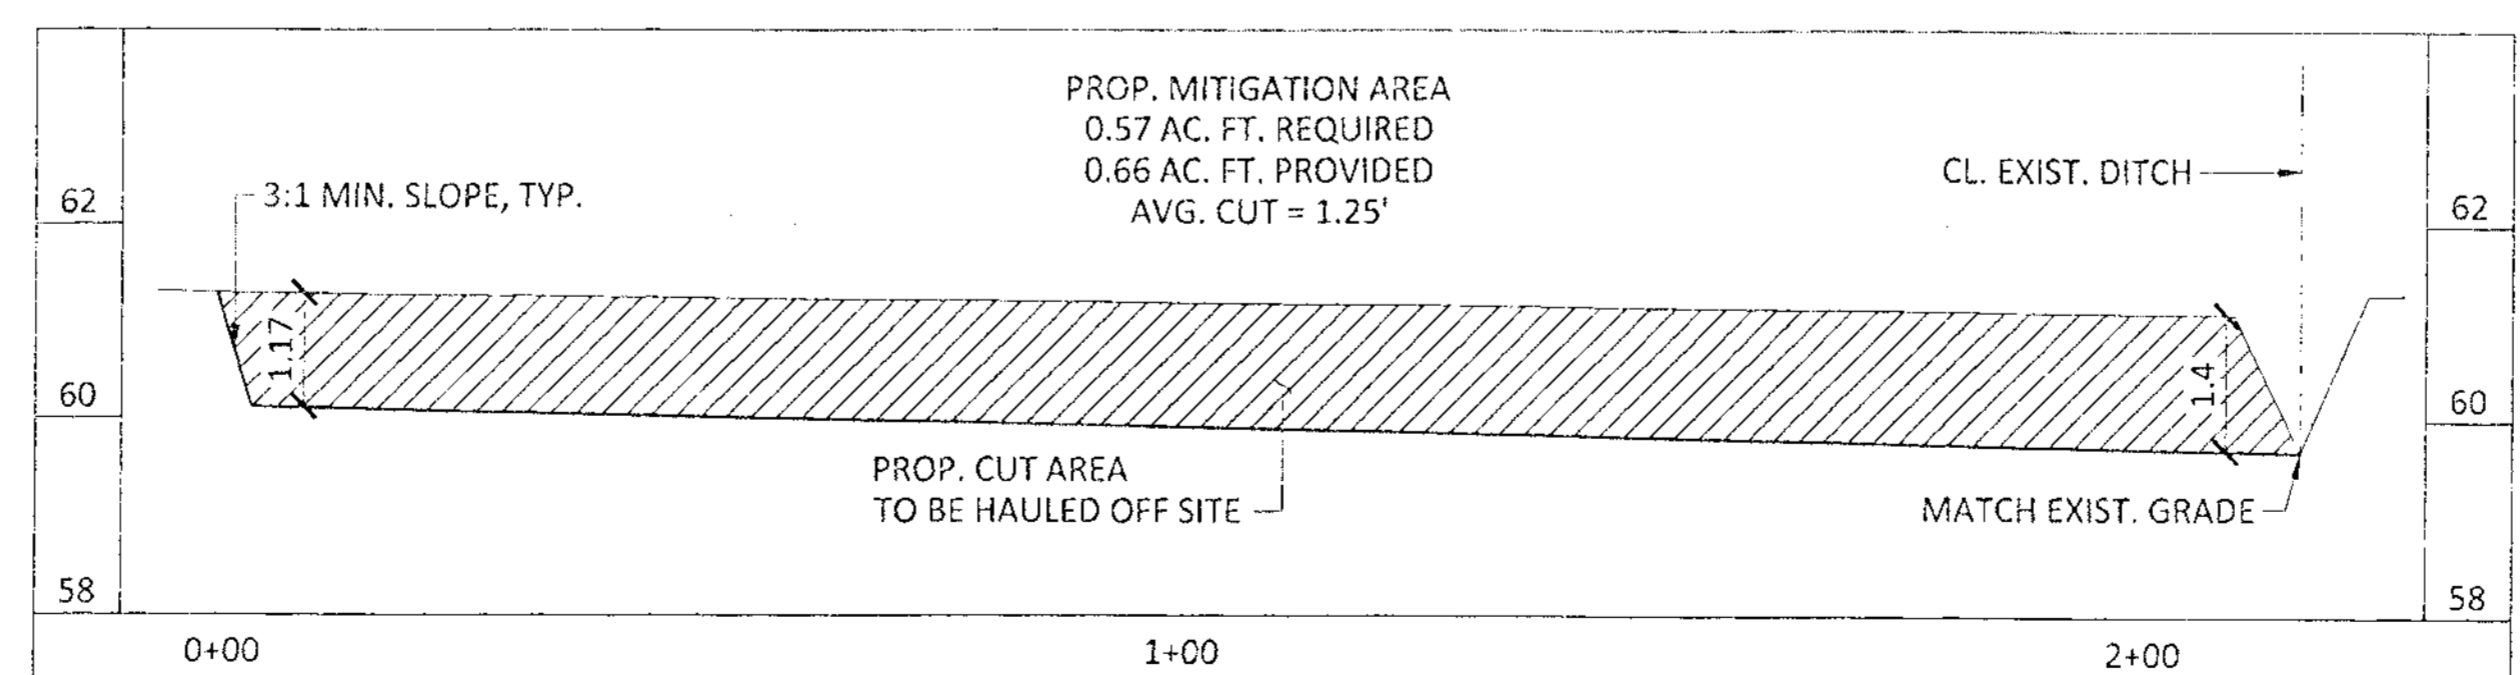 PROP. MITIGATION AREA
0.57 AC. FT. REQUIRED
0.66 AC. FT. PROVIDED
AVG. CUT = 1.25'
CL. EXIST. DITCH
3:1 MIN. SLOPE, TYP.
62
62
1.17
1.4
60
60
PROP. CUT AREA
TO BE HAULED OFF SITE
MATCH EXIST. GRADE
58
58
0+00
1+00
2+00